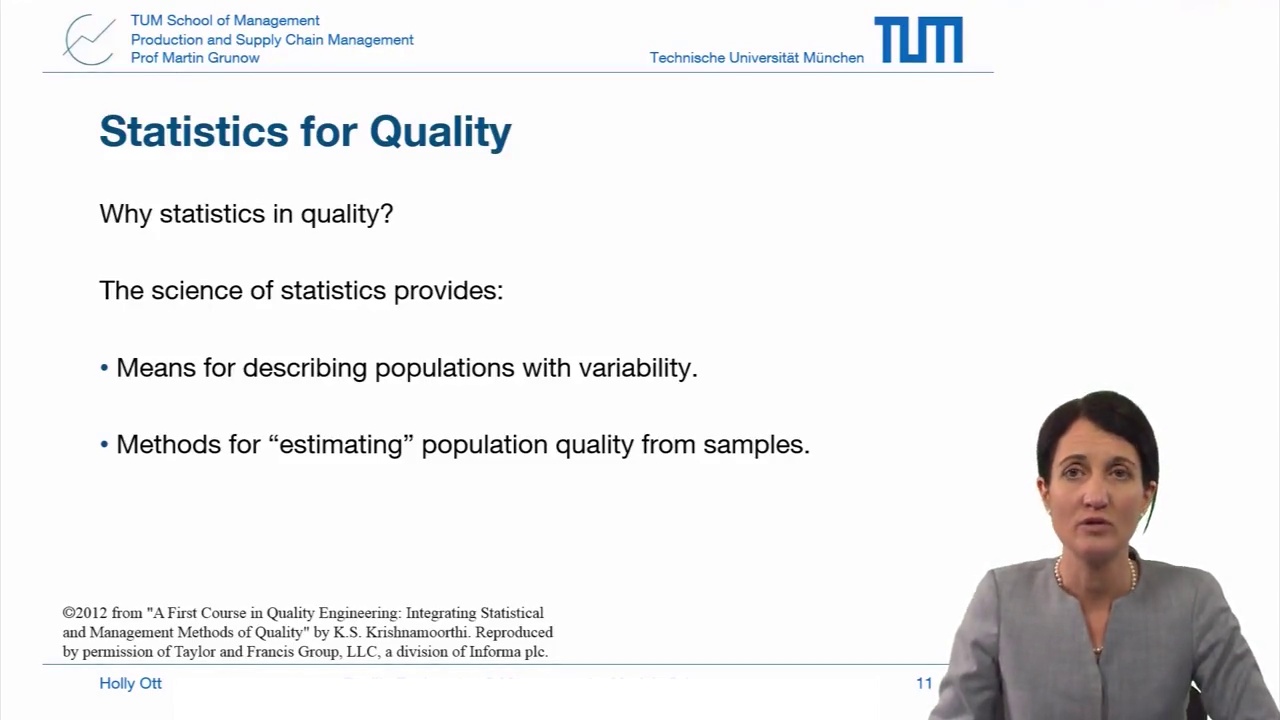 TUM School of Management
Production and Supply Chain Management
Prof Martin Grunow
Technische Universität München
TUM
Statistics for Quality
Why statistics in quality?
The science of statistics provides:
• Means for describing populations with variability.
• Methods for “estimating” population quality from samples.
©2012 from "A First Course in Quality Engineering: Integrating Statistical
and Management Methods of Quality" by K.S. Krishnamoorthi. Reproduced
by permission of Taylor and Francis Group, LLC, a division of Informa plc.
Holly Ott
11